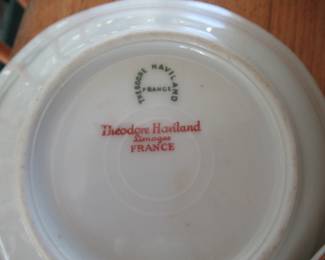 THEODORE HAVILAND
FRANCE
Theodore Haviland
Limoges
FRANCE